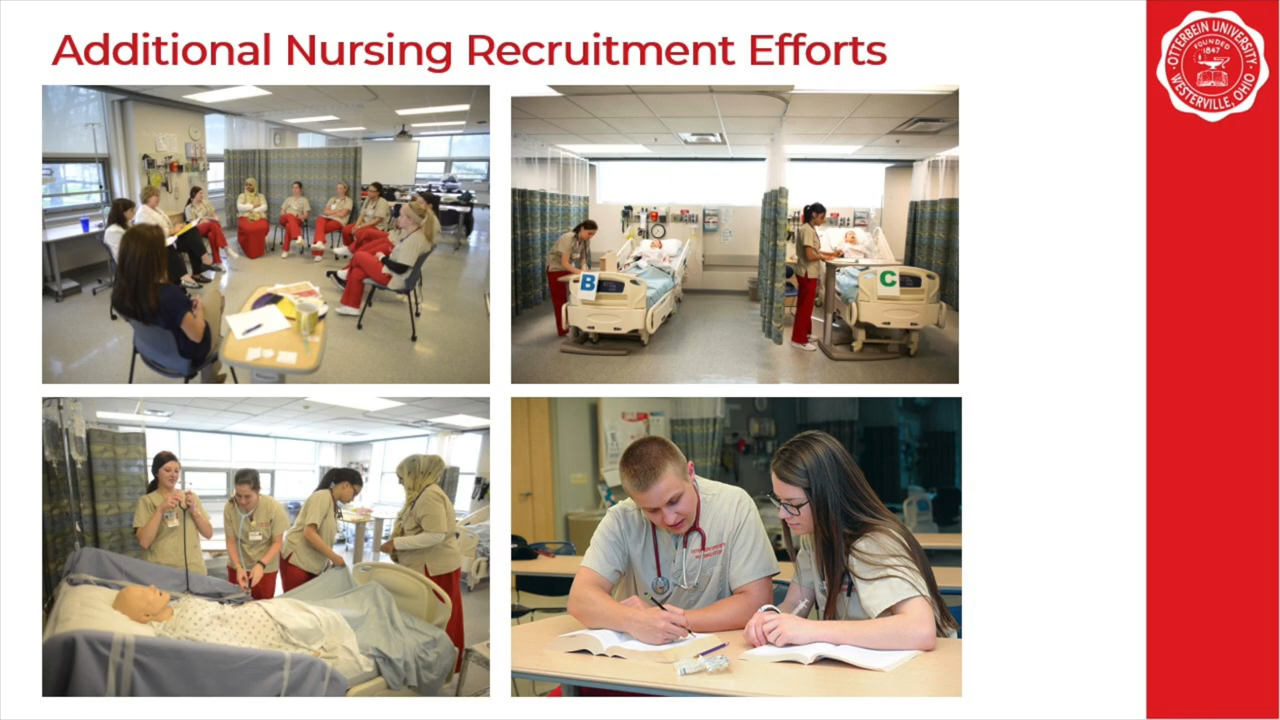 Additional Nursing Recruitment Efforts
OTTERBEIN UNIVERSITY
FOUNDED
1847
WESTERVILLE, OHIO
B
C